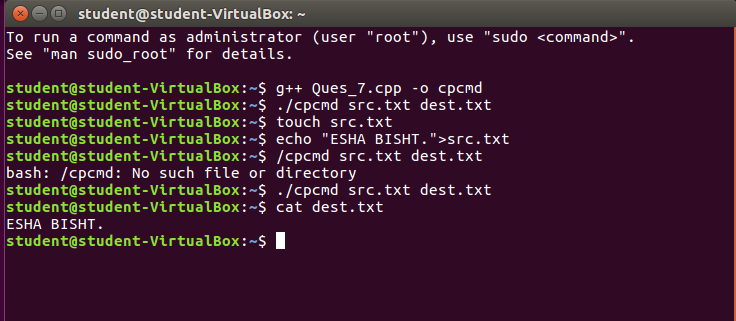 student@student-VirtualBox: ~
To run a command as administrator (user "root"), use "sudo <command>".
See "man sudo_root" for details.
student@student-VirtualBox:~$ g++ Ques_7.cpp -o cpcmd
student@student-VirtualBox:~$ ./cpcmd src.txt dest.txt
student@student-VirtualBox:~$ touch src.txt
student@student-VirtualBox:~$ echo "ESHA BISHT.">src.txt
student@student-VirtualBox:~$ /cpcmd src.txt dest.txt
bash: /cpcmd: No such file or directory
student@student-VirtualBox:~$ ./cpcmd src.txt dest.txt
student@student-VirtualBox:~$ cat dest.txt
ESHA BISHT.
student@student-VirtualBox:~$